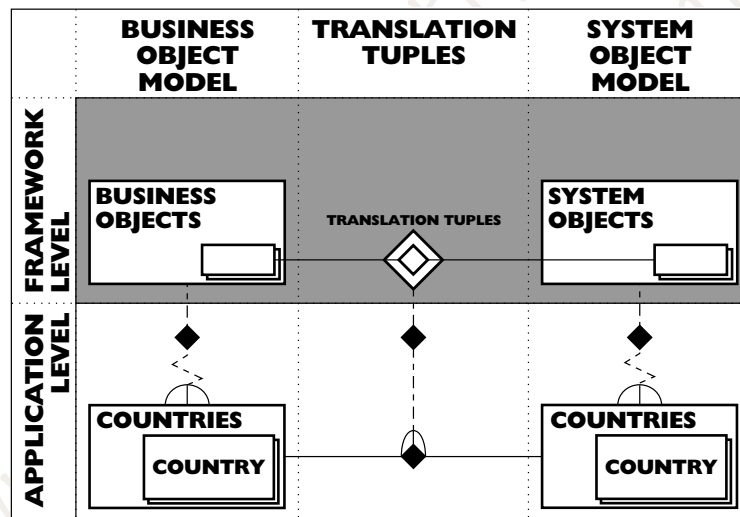 BUSINESS
OBJECT
MODEL
TRANSLATION
TUPLES
SYSTEM
OBJECT
MODEL
FRAMEWORK
LEVEL
BUSINESS
OBJECTS
TRANSLATION TUPLES
SYSTEM
OBJECTS
APPLICATION
LEVEL
COUNTRIES
COUNTRY
COUNTRIES
COUNTRY